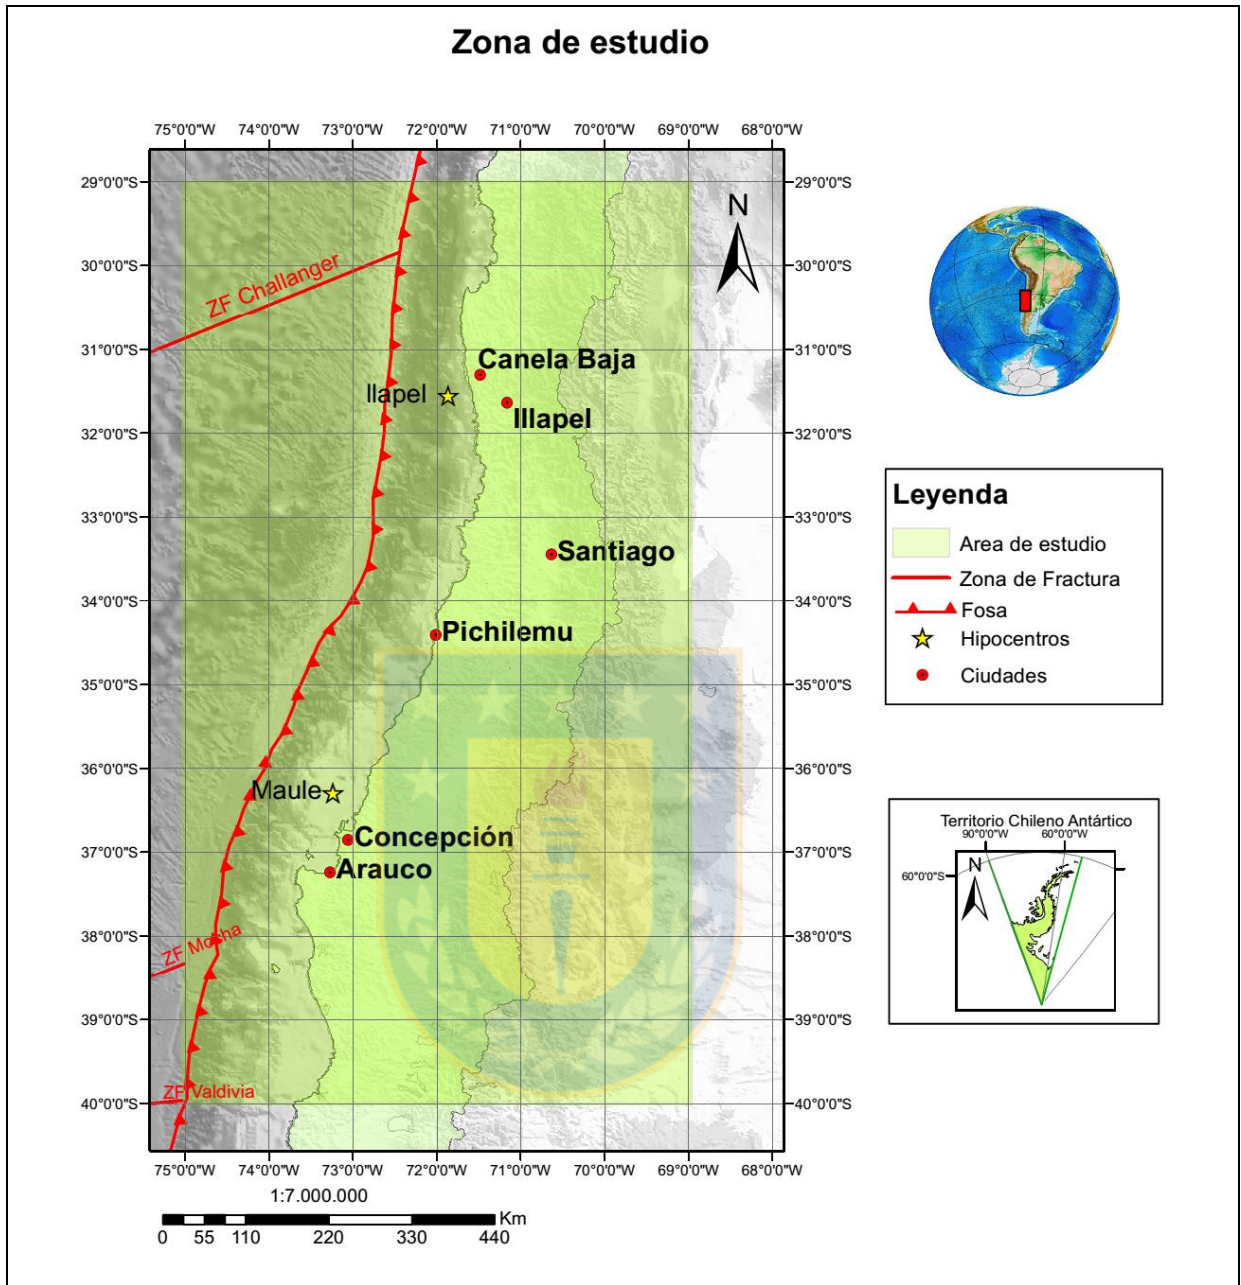 Zona de estudio
75°0'0"W 74°0'0"W 73°0'0"W 72°0'0"W 71°0'0"W 70°0'0"W 69°0'0"W 68°0'0"W
29°0'0"S 29°0'0"S
N
30°0'0"S 30°0'0"S
ZF Challanger
31°0'0"S 31°0'0"S
Canela Baja
Ilapel
Illapel
32°0'0"S 32°0'0"S
33°0'0"S 33°0'0"S
Santiago
34°0'0"S 34°0'0"S
Pichilemu
35°0'0"S 35°0'0"S
36°0'0"S 36°0'0"S
Maule
Concepción
37°0'0"S 37°0'0"S
Arauco
38°0'0"S 38°0'0"S
ZF Mocha
39°0'0"S 39°0'0"S
ZF Valdivia
40°0'0"S 40°0'0"S
75°0'0"W 74°0'0"W 73°0'0"W 72°0'0"W 71°0'0"W 70°0'0"W 69°0'0"W 68°0'0"W
1:7.000.000
Km
0 55 110 220 330 440
Leyenda
Area de estudio
Zona de Fractura
Fosa
Hipocentros
Ciudades
Territorio Chileno Antártico
90°0'0"W 60°0'0"W
N
60°0'0"S